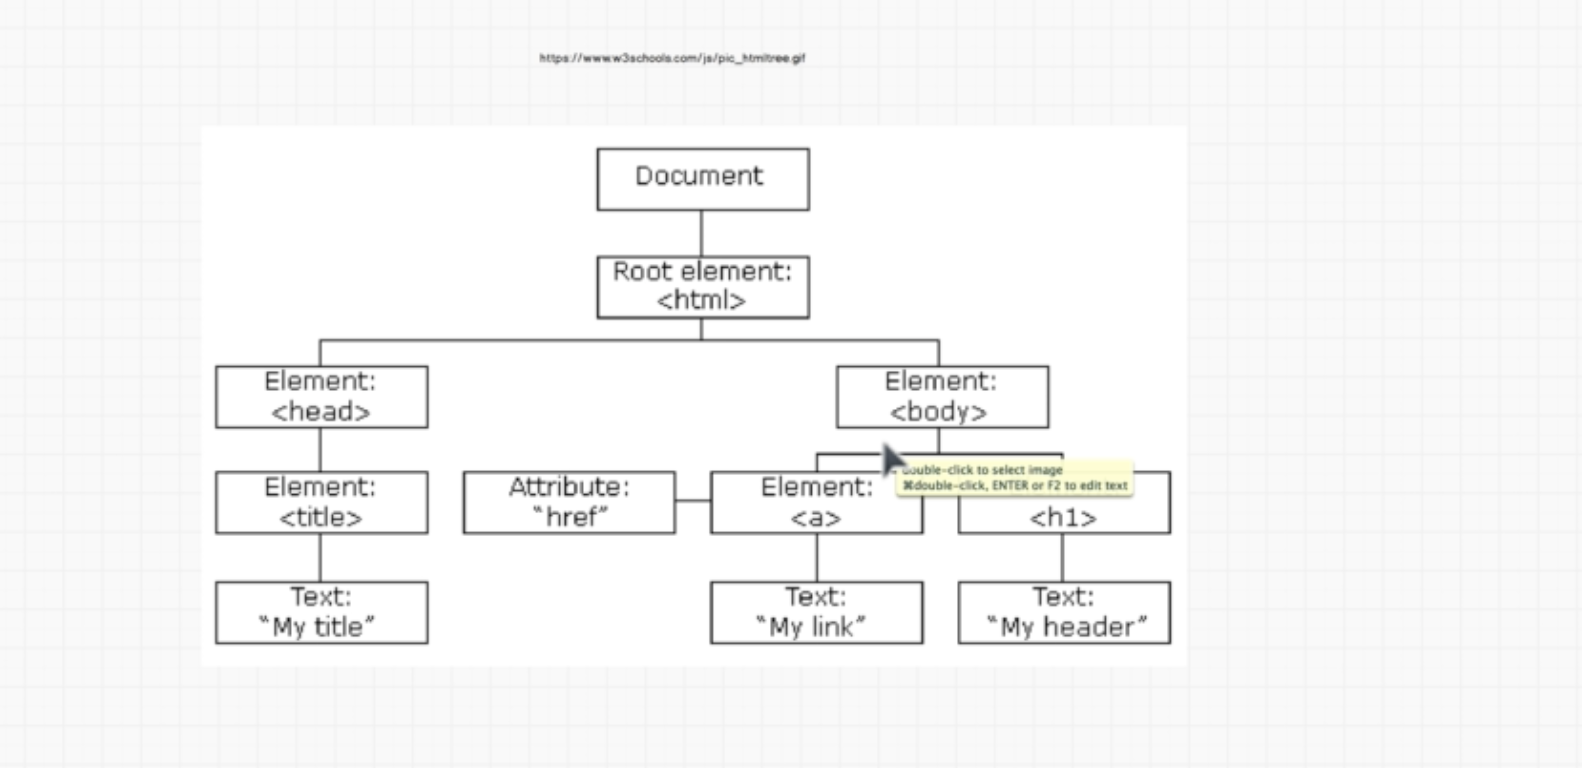 https://www.w3schools.com/js/pic_htmltree.gif
Document
Root element:
<html>
Element:
<head>
Element:
<body>
Element:
<title>
Attribute:
“href”
Element:
<a>
double-click to select image
⌘double-click, ENTER or F2 to edit text
<h1>
Text:
“My title”
Text:
“My link”
Text:
“My header”